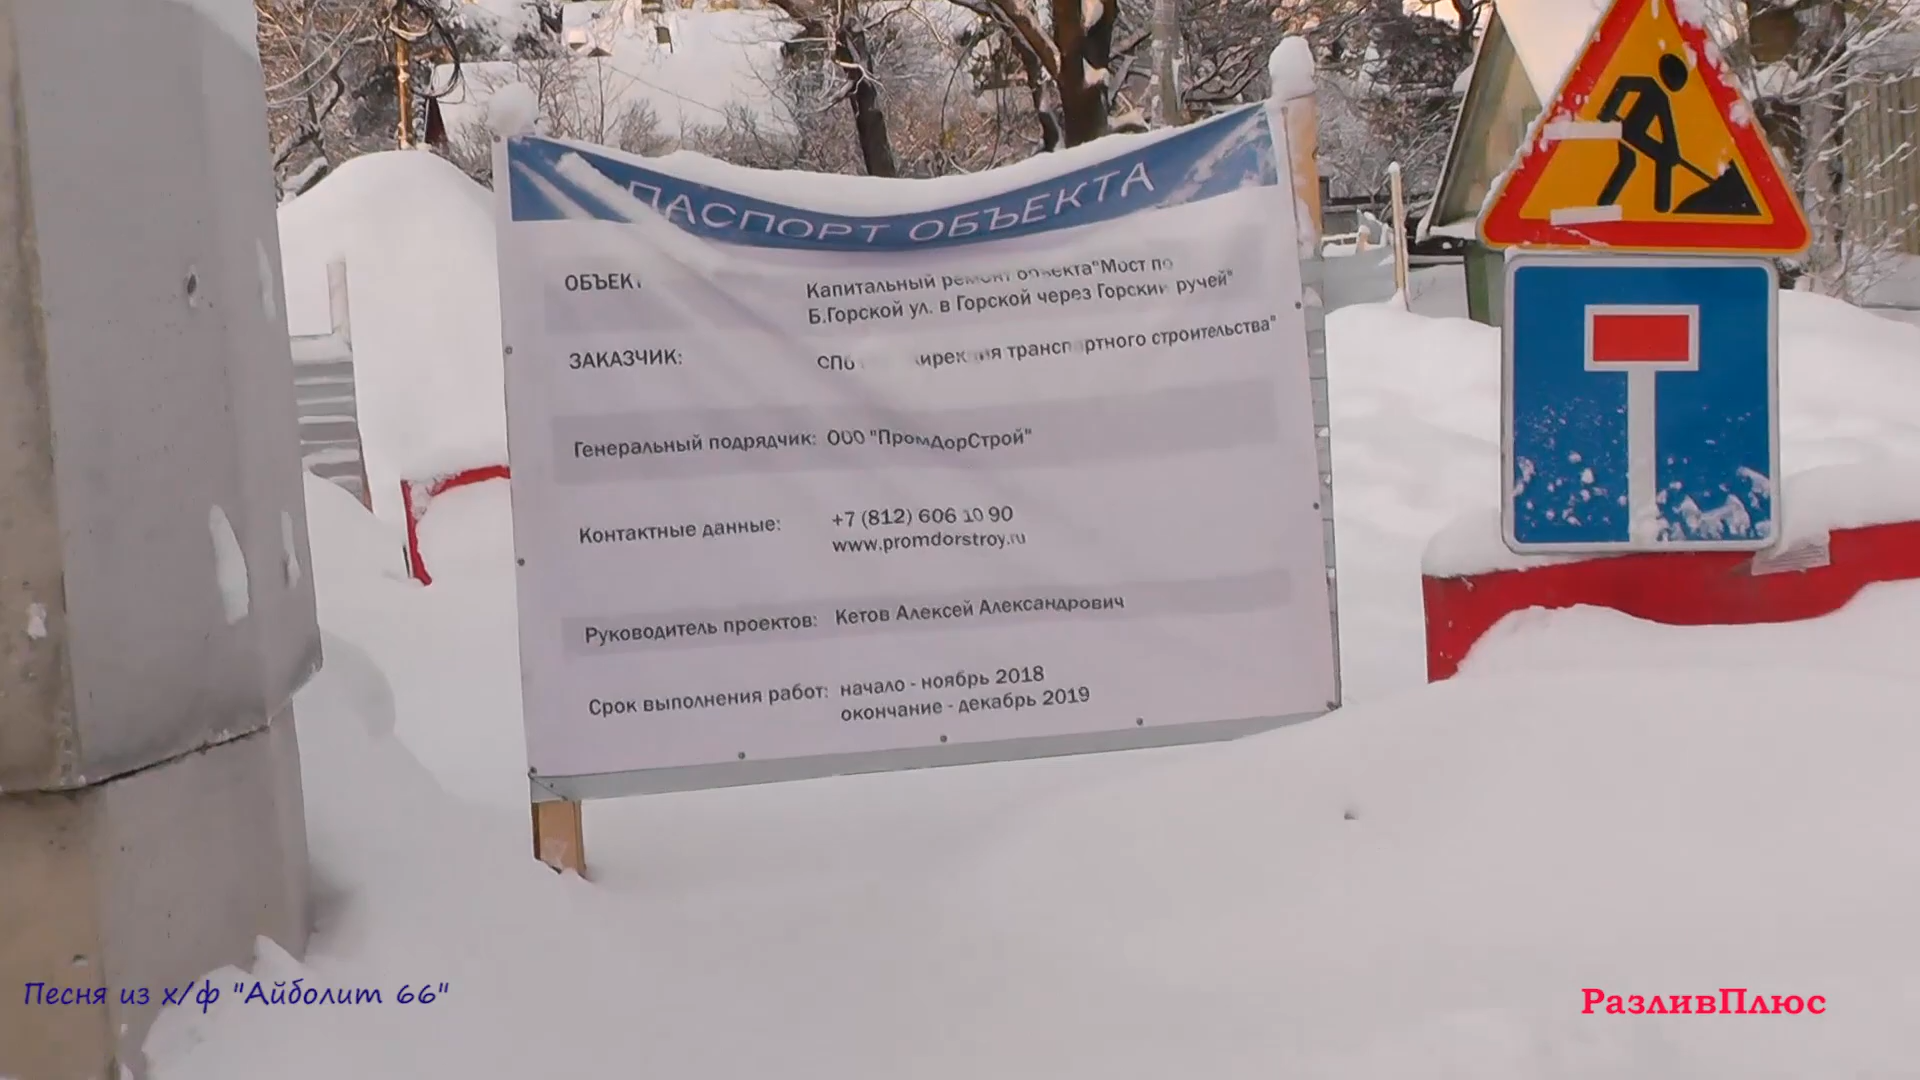 ПАСПОРТ ОБЪЕКТА
ОБЪЕКТ
Капитальный ремонт объекта "Мост по
Б.Горской ул. в Горской через Горский ручей"
ЗАКАЗЧИК:
транспортного строительства"
Генеральный подрядчик: ООО "ПромДорСтрой"
Контактные данные: +7 (812) 606 10 90
www.promdorstroy.ru
Руководитель проектов: Кетов Алексей Александрович
Срок выполнения работ: начало - ноябрь 2018
окончание - декабрь 2019
Песня из х/ф "Айболит 66"
РазливПлюс